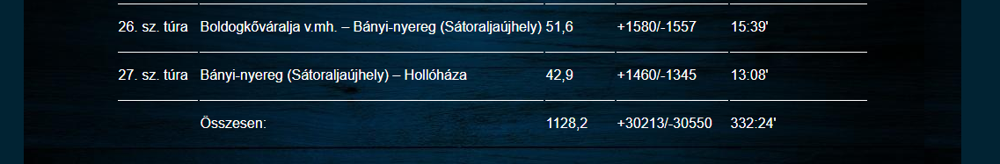 26. sz. túra Boldogkőváralja v.mh. – Bányi-nyereg (Sátoraljaújhely) 51,6 +1580/-1557 15:39'
27. sz. túra Bányi-nyereg (Sátoraljaújhely) – Hollóháza 42,9 +1460/-1345 13:08'
Összesen: 1128,2 +30213/-30550 332:24'